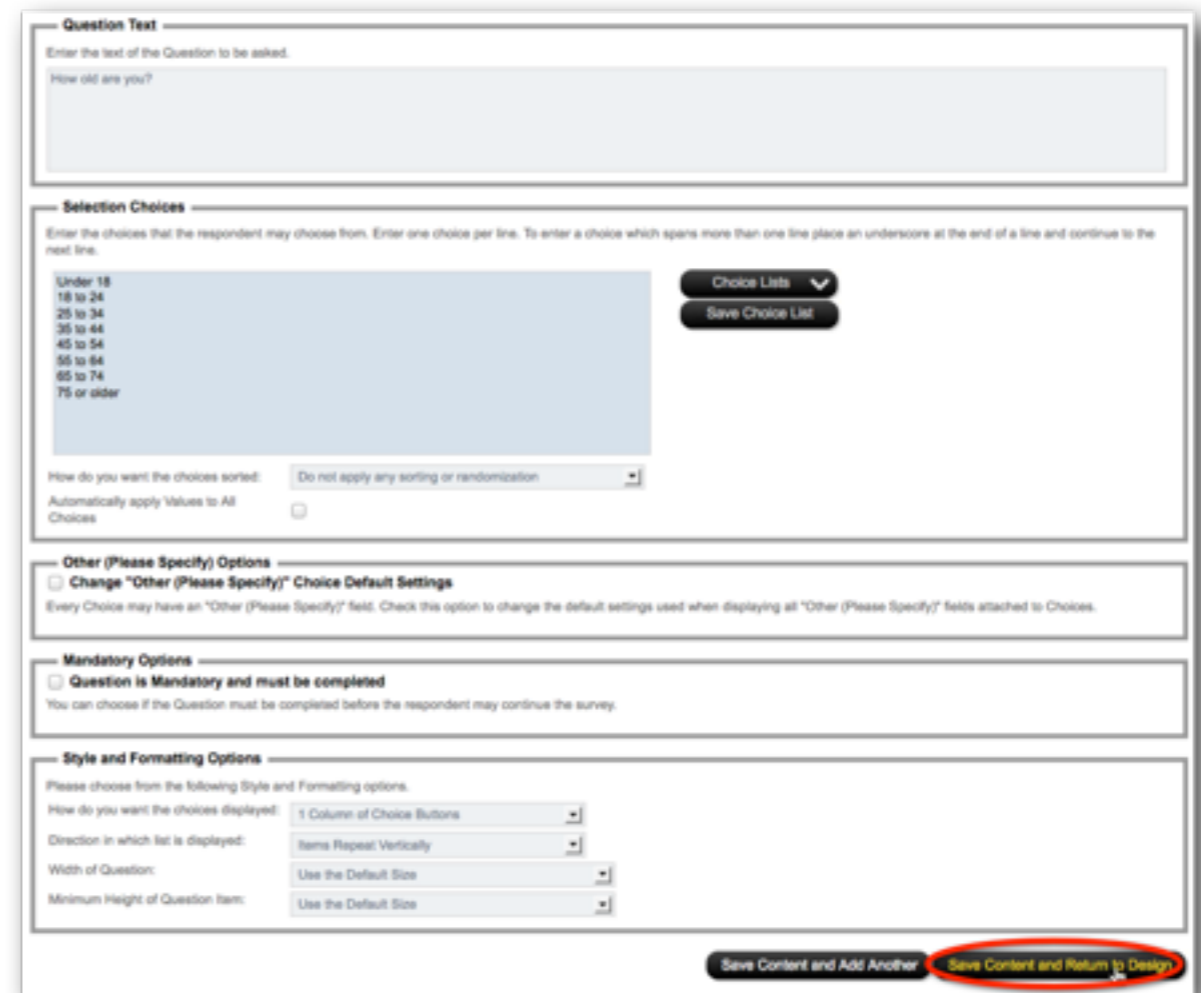 Question Text
Enter the text of the Question to be asked.
How old are you?
Selection Choices
Enter the choices that the respondent may choose from. Enter one choice per line. To enter a choice which spans more than one line place an underscore at the end of a line and continue to the
next line.
Under 18
18 to 24
25 to 34
35 to 44
45 to 54
55 to 64
65 to 74
75 or older
Choice Lists
Save Choice List
How do you want the choices sorted: Do not apply any sorting or randomization
Automatically apply Values to All
Choices
Other (Please Specify) Options
Change "Other (Please Specify)" Choice Default Settings
Every Choice may have an "Other (Please Specify)" field. Check this option to change the default settings used when displaying all "Other (Please Specify)" fields attached to Choices.
Mandatory Options
Question is Mandatory and must be completed
You can choose if the Question must be completed before the respondent may continue the survey.
Style and Formatting Options
Please choose from the following Style and Formatting options.
How do you want the choices displayed: 1 Column of Choice Buttons
Direction in which list is displayed: Items Repeat Vertically
Width of Question: Use the Default Size
Minimum Height of Question Item: Use the Default Size
Save Content and Add Another Save Content and Return to Design